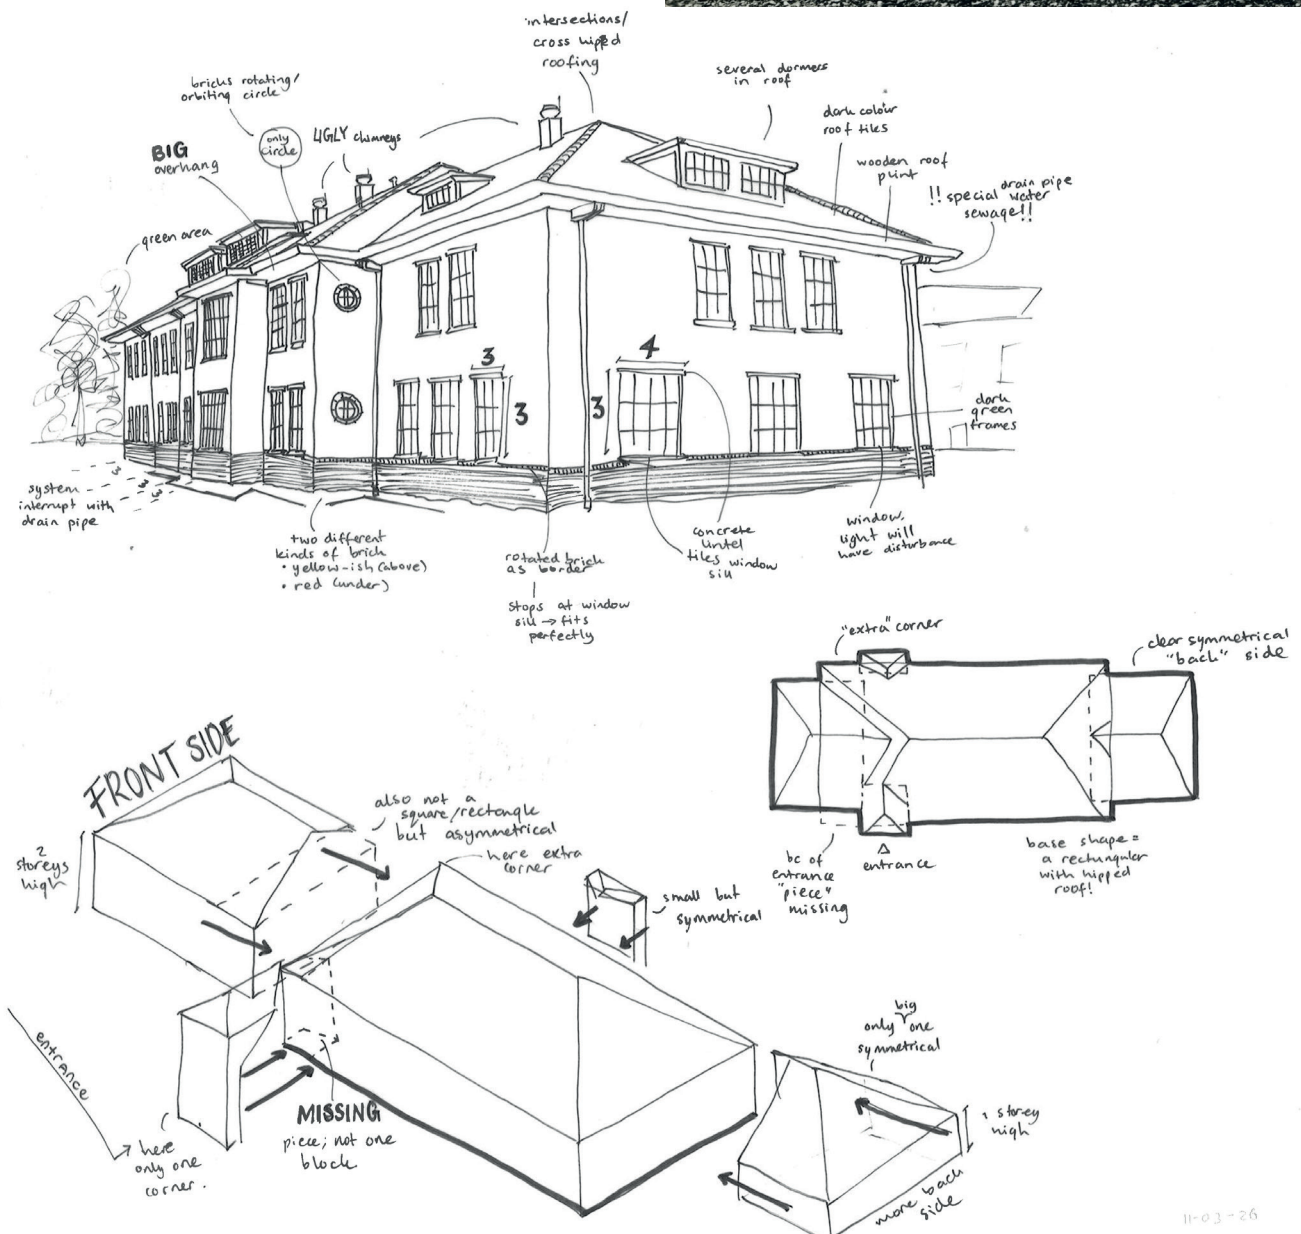 intersections/
cross hipped
roofing
several dormers
in roof
bricks rotating/
orbiting circle
only
circle
UGLY chimneys
BIG
overhang
dark colour
roof tiles
wooden roof
plint
!! special drain pipe
water
sewage!!
green area
3
3
4
3
dark
green
frames
system
interrupt with
drain pipe
3
3
3
two different
kinds of brick
• yellow-ish (above)
• red (under)
rotated brick
as border
stops at window
sill → fits
perfectly
concrete
lintel
tiles window
sill
window,
light will
have disturbance
"extra" corner
clear symmetrical
"back" side
bc of
entrance
"piece"
missing
entrance
base shape =
a rectungular
with hipped
roof!
FRONT SIDE
2
storeys
high
also not a
square/rectangle
but asymmetrical
here extra
corner
small but
symmetrical
entrance
here
only one
corner.
MISSING
piece; not one
block.
big
only one
symmetrical
1 storey
high
more back
side
11-03-26